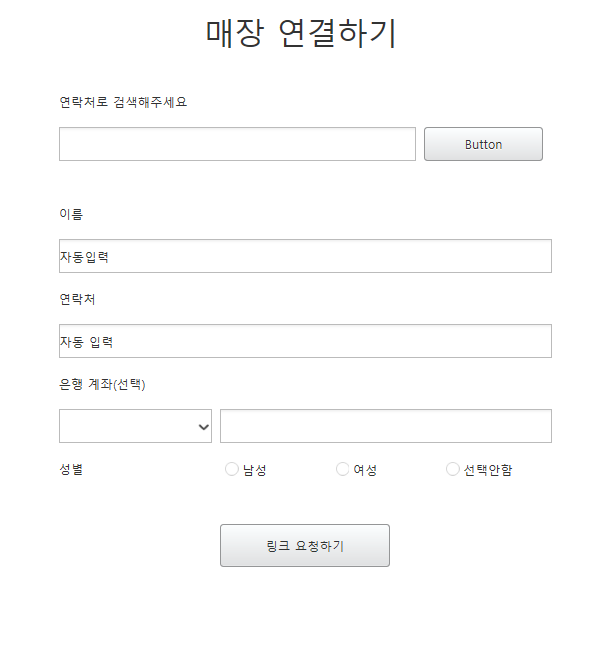 매장 연결하기
연락처로 검색해주세요
Button
이름
자동입력
연락처
자동 입력
은행 계좌(선택)
성별 남성 여성 선택안함
링크 요청하기